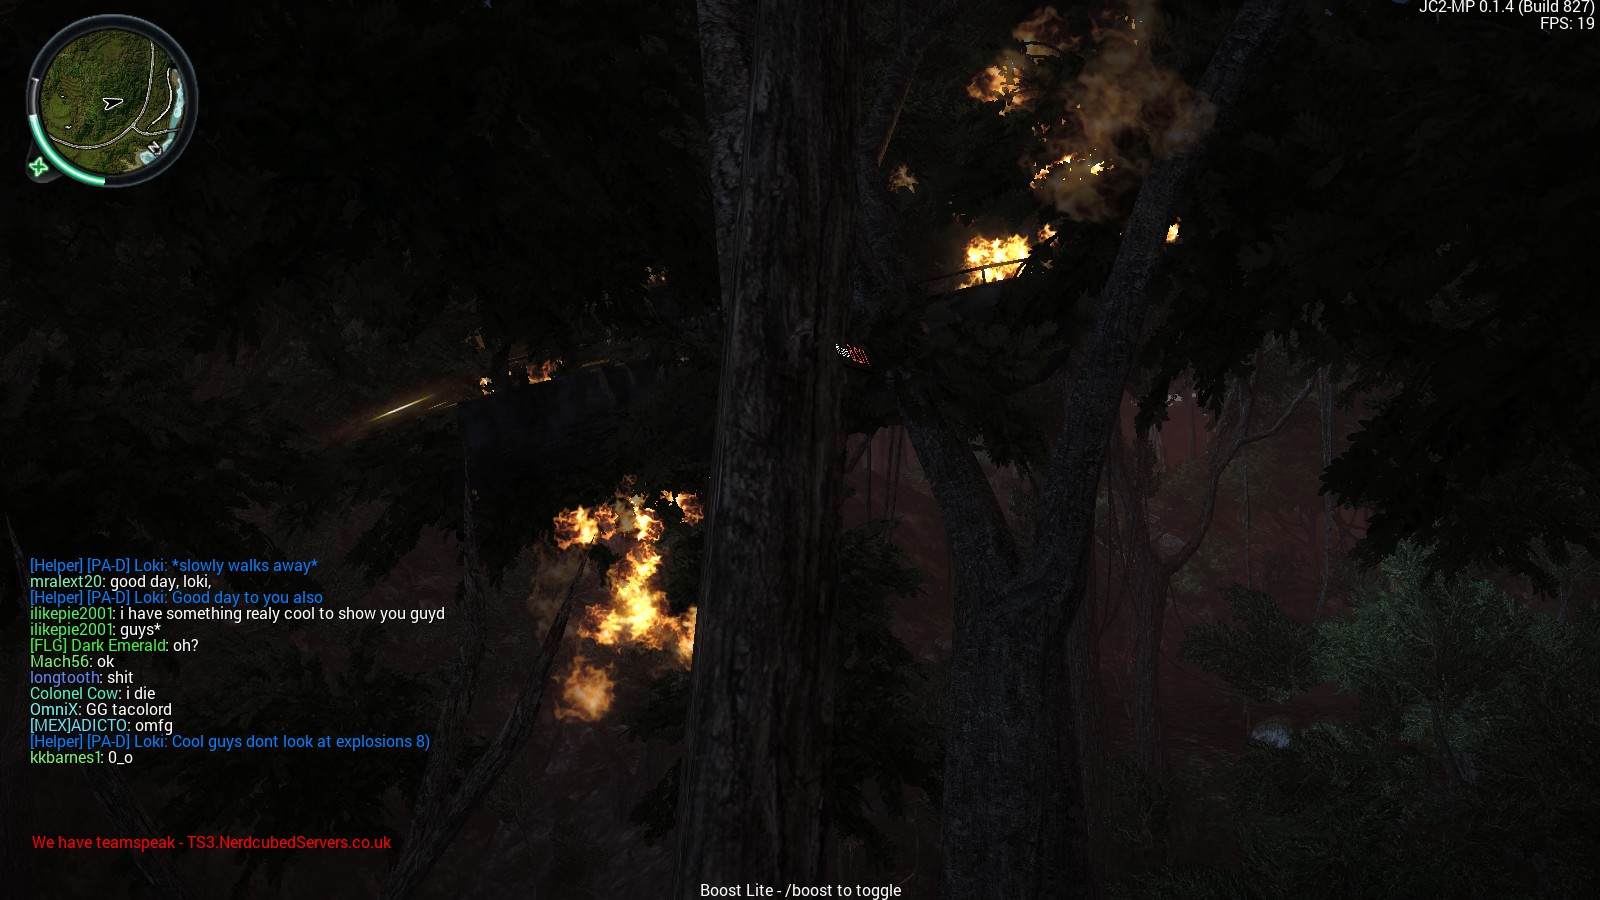 JC2-MP 0.1.4 (Build 827)
FPS: 19
N
[Helper] [PA-D] Loki: *slowly walks away*
mralext20: good day, loki,
[Helper] [PA-D] Loki: Good day to you also
ilikepie2001: i have something realy cool to show you guyd
ilikepie2001: guys*
[FLG] Dark Emerald: oh?
Mach56: ok
longtooth: shit
Colonel Cow: i die
OmniX: GG tacolord
[MEX]ADICTO: omfg
[Helper] [PA-D] Loki: Cool guys dont look at explosions 8)
kkbarnes1: 0_o
We have teamspeak - TS3.NerdcubedServers.co.uk
Boost Lite - /boost to toggle